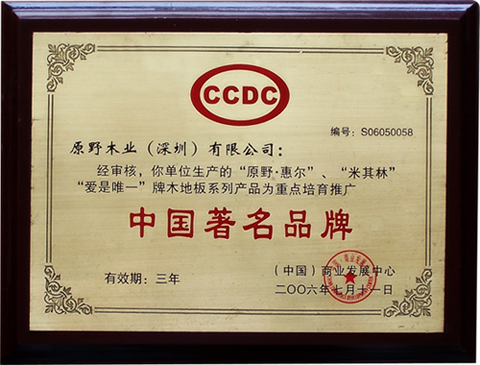 CCDC
编号：S06050058
原野木业（深圳）有限公司：
经审核，你单位生产的“原野·惠尔”、“米其林”
“爱是唯一”牌木地板系列产品为重点培育推广
中国著名品牌
（中国）商业发展中心
有效期：三年
二〇〇六年七月十一日